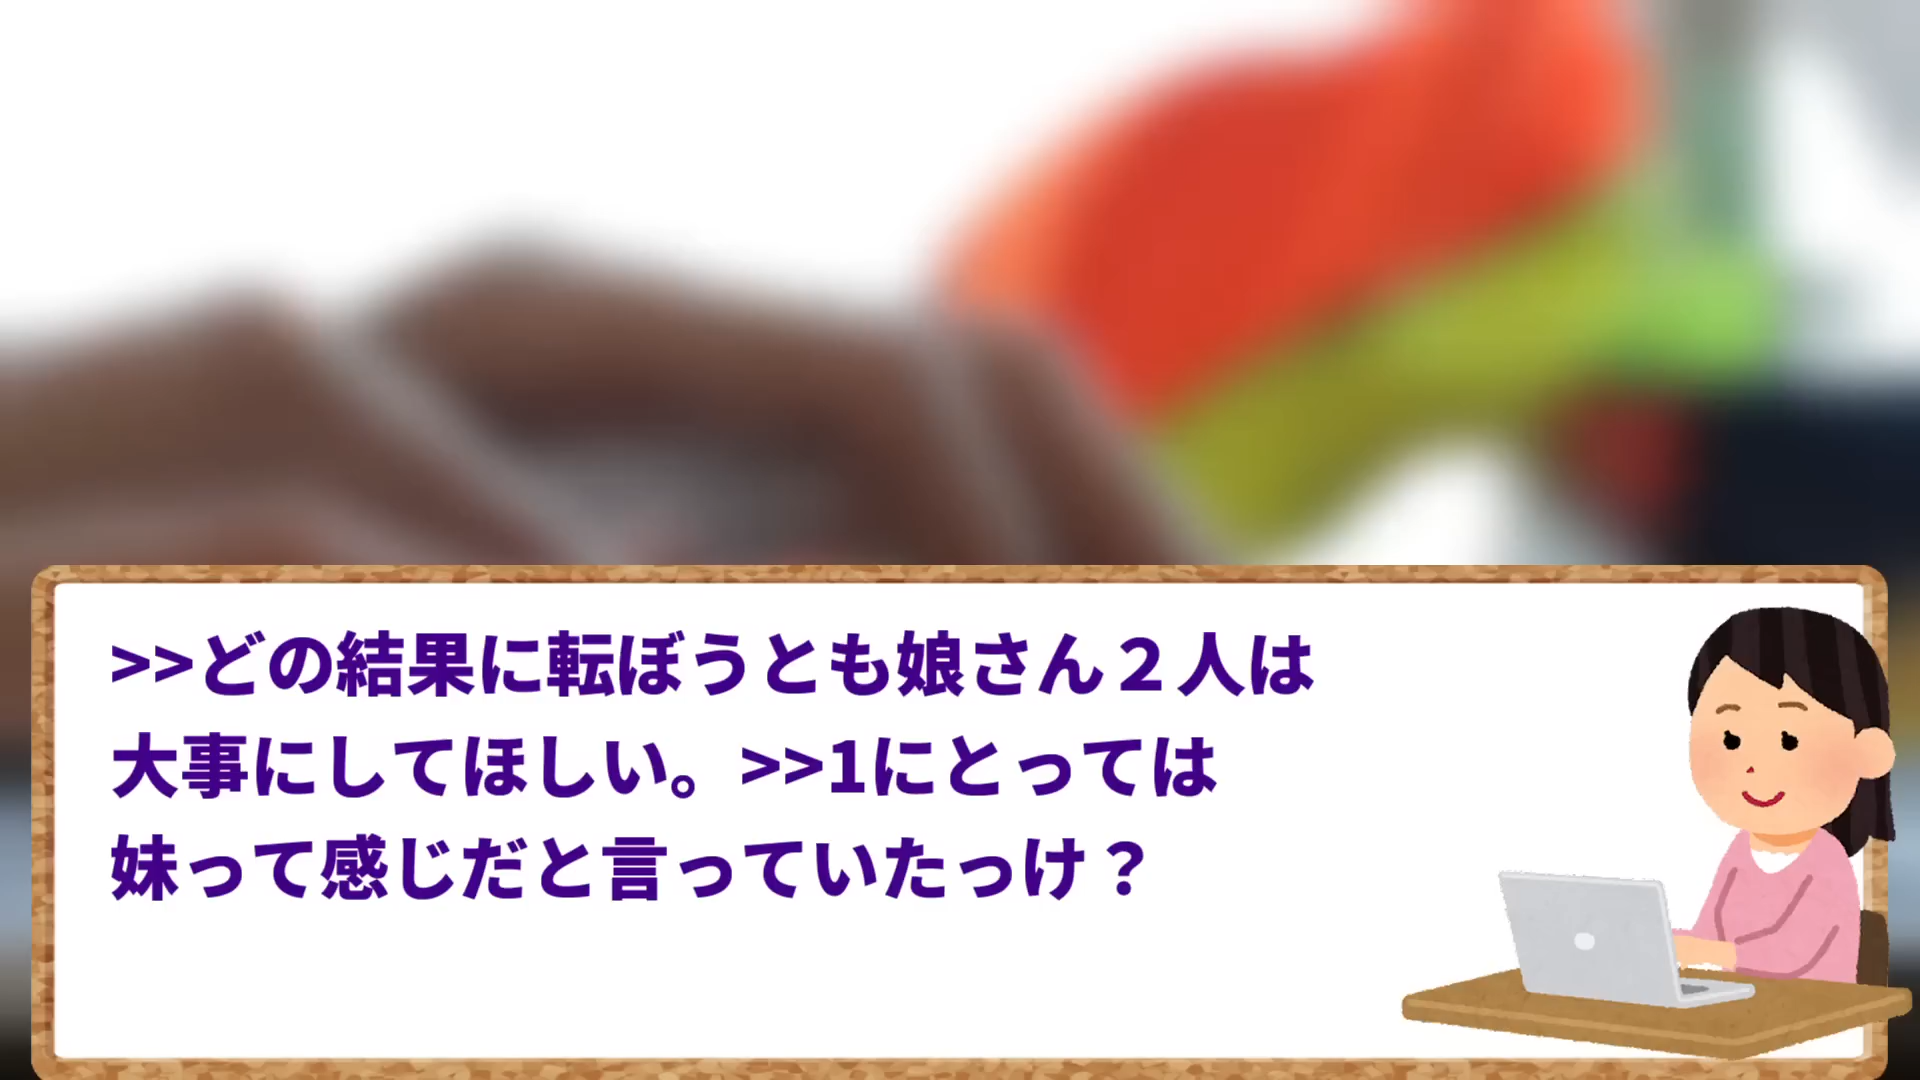 >>どの結果に転ぼうとも娘さん２人は
大事にしてほしい。>>1にとっては
妹って感じだと言っていたっけ？